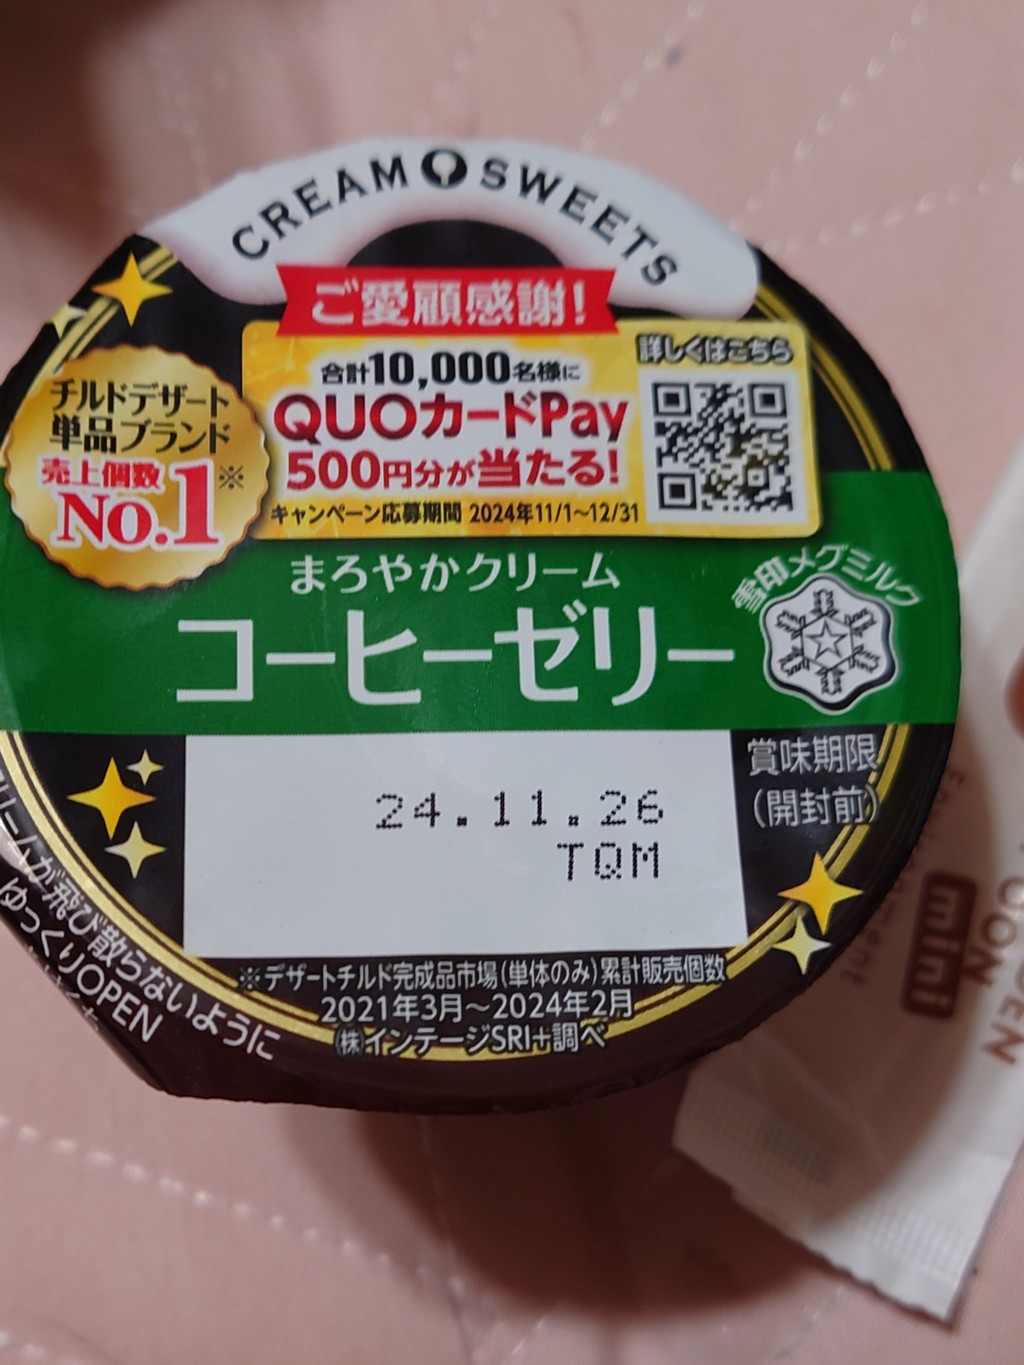 CREAM SWEETS
ご愛顧感謝!
合計10,000名様に
QUOカードPay
500円分が当たる!
キャンペーン応募期間 2024年11/1～12/31
詳しくはこちら
チルドデザート
単品ブランド
売上個数
No.1※
まろやかクリーム
コーヒーゼリー
雪印メグミルク
賞味期限
(開封前)
24.11.26
TQM
※デザートチルド完成品市場(単体のみ)累計販売個数
2021年3月～2024年2月
㈱インテージSRI+調べ
リームが飛び散らないように
ゆっくりOPEN
mini